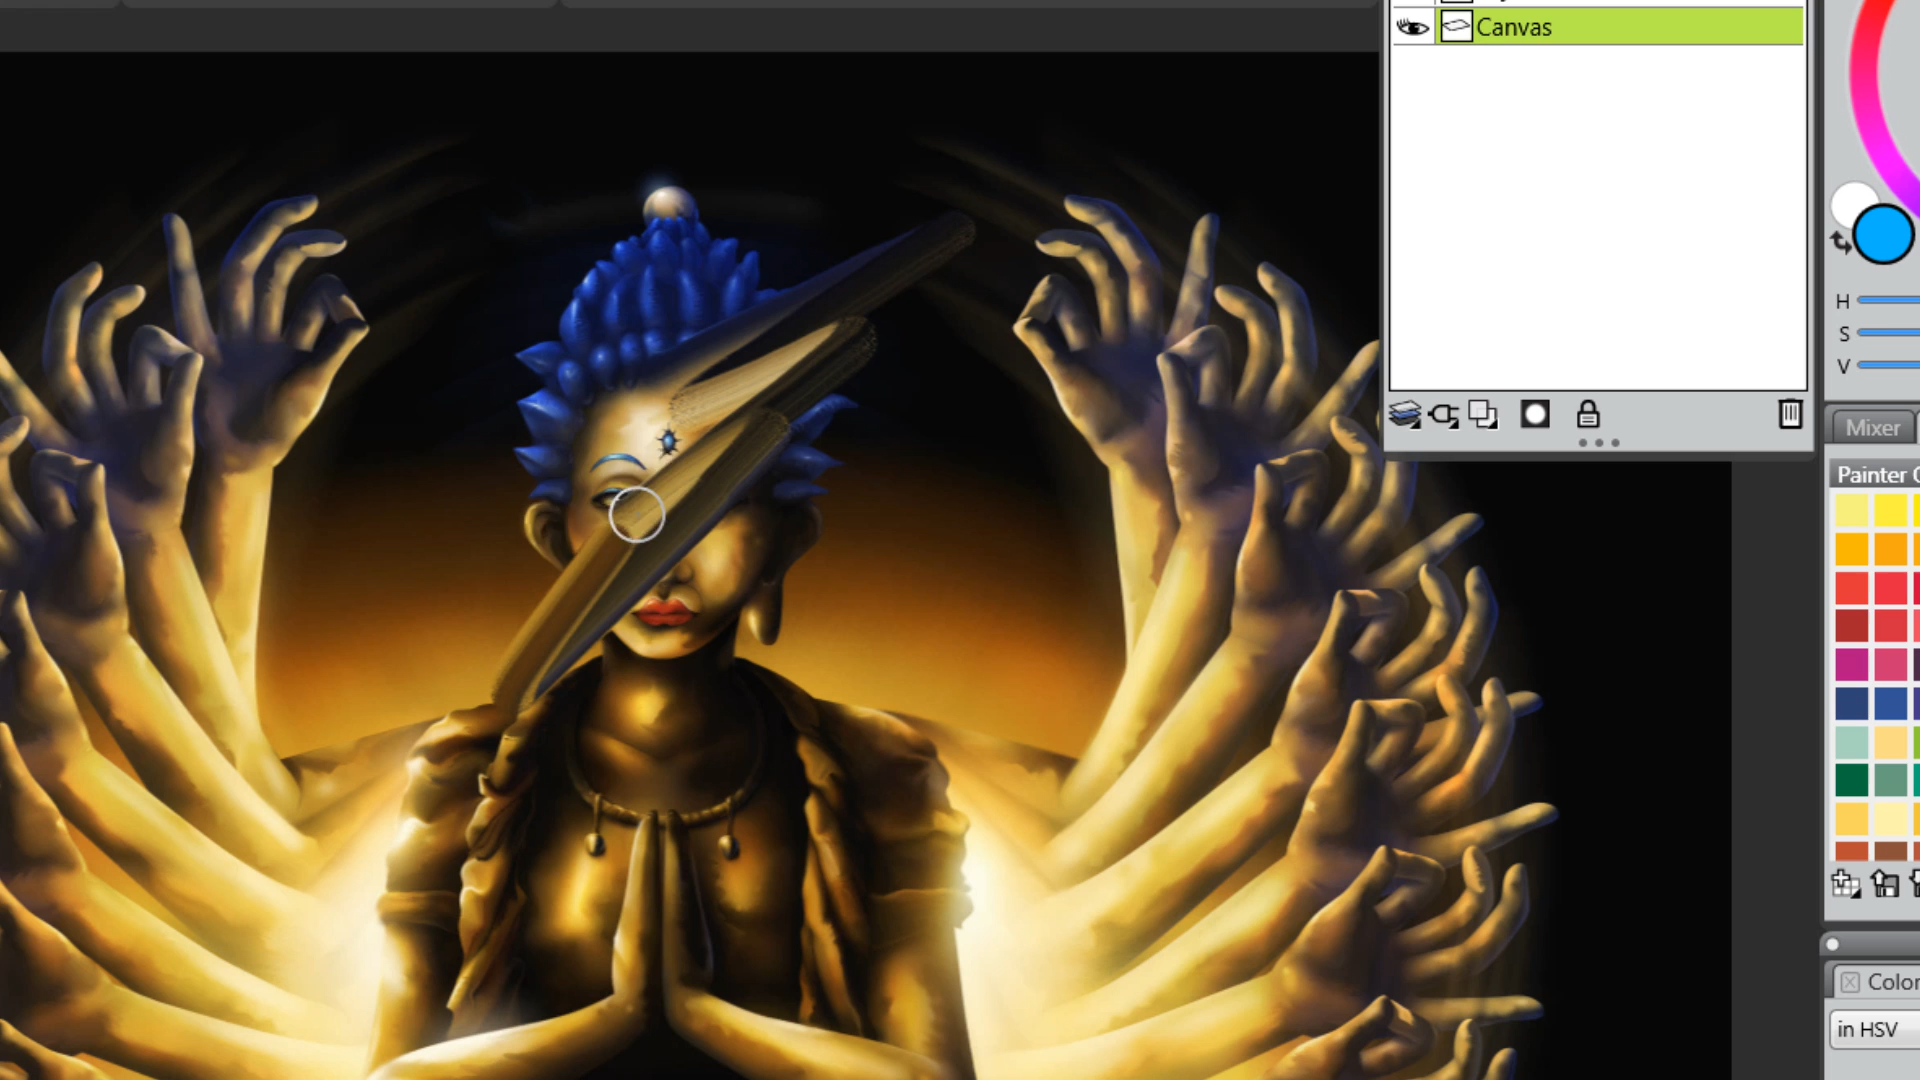 Canvas
H
S
V
Mixer
Painter
Color
in HSV